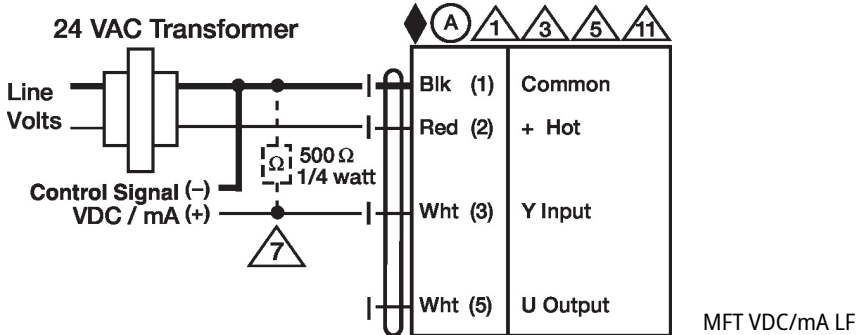 24 VAC Transformer
A 1 3 5 11
Line
Volts
Blk (1) Common
Red (2) + Hot
Ω 500 Ω
1/4 watt
Control Signal (–)
VDC / mA (+)
Wht (3) Y Input
7
Wht (5) U Output
MFT VDC/mA LF